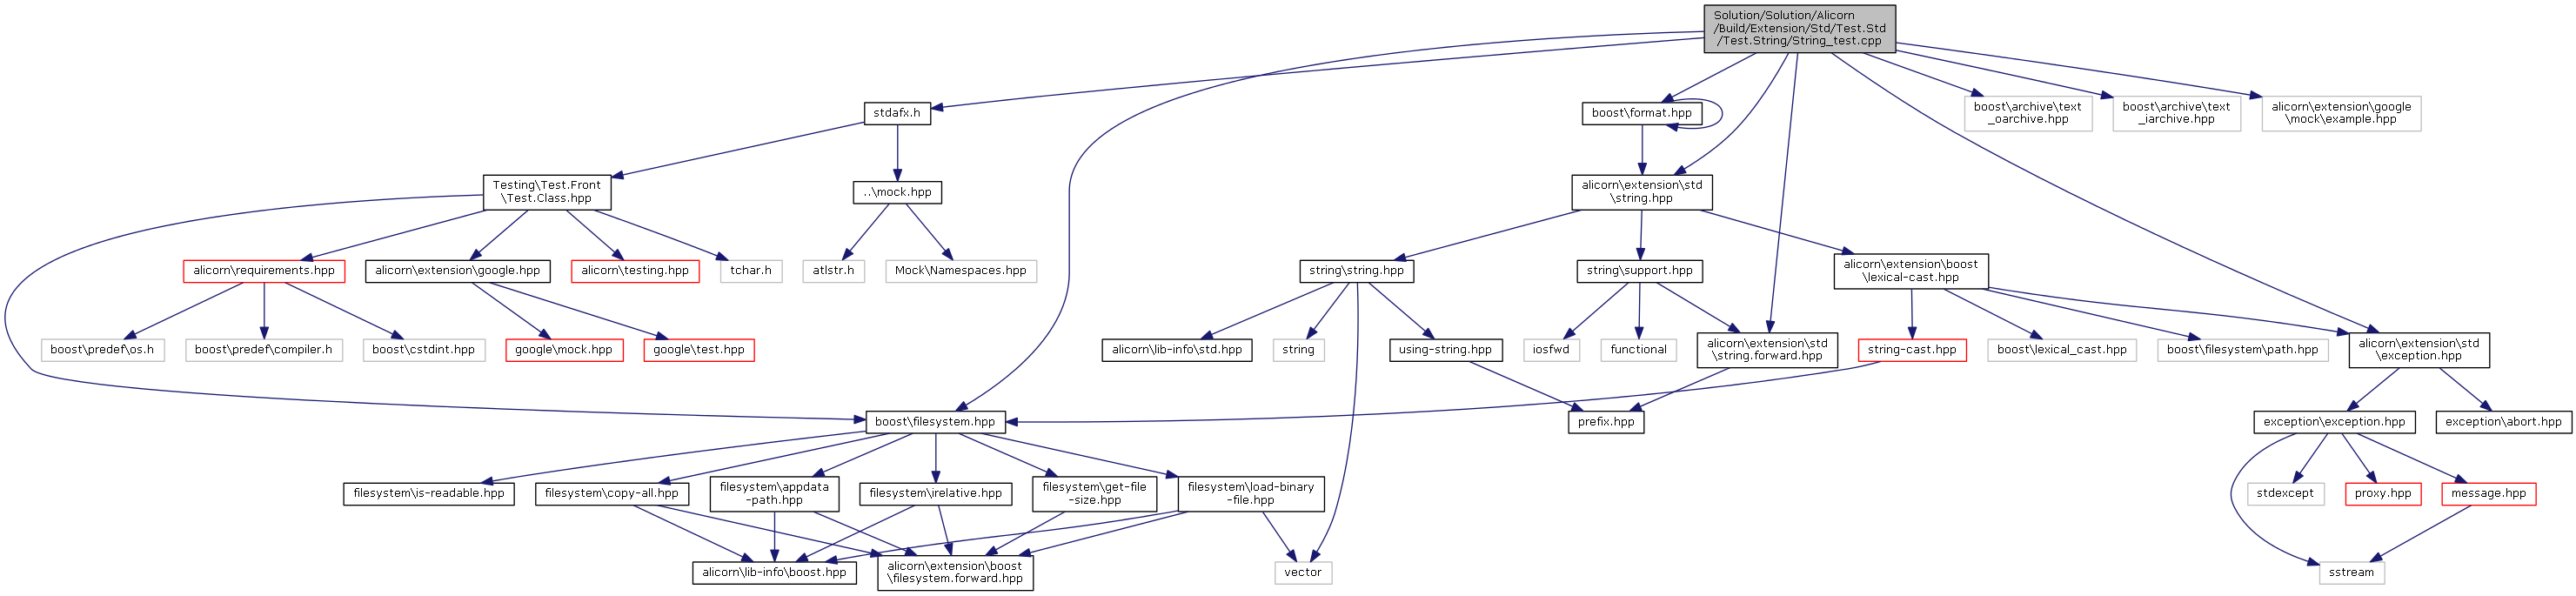 Solution/Solution/Alicorn
/Build/Extension/Std/Test.Std
/Test.String/String_test.cpp
stdafx.h
boost\format.hpp
boost\archive\text
_oarchive.hpp
boost\archive\text
_iarchive.hpp
alicorn\extension\google
\mock\example.hpp
Testing\Test.Front
\Test.Class.hpp
..\mock.hpp
alicorn\extension\std
\string.hpp
alicorn\requirements.hpp
alicorn\extension\google.hpp
alicorn\testing.hpp
tchar.h
atlstr.h
Mock\Namespaces.hpp
string\string.hpp
string\support.hpp
alicorn\extension\boost
\lexical-cast.hpp
boost\predef\os.h
boost\predef\compiler.h
boost\cstdint.hpp
google\mock.hpp
google\test.hpp
alicorn\lib-info\std.hpp
string
using-string.hpp
iosfwd
functional
alicorn\extension\std
\string.forward.hpp
string-cast.hpp
boost\lexical_cast.hpp
boost\filesystem\path.hpp
alicorn\extension\std
\exception.hpp
boost\filesystem.hpp
prefix.hpp
exception\exception.hpp
exception\abort.hpp
filesystem\is-readable.hpp
filesystem\copy-all.hpp
filesystem\appdata
-path.hpp
filesystem\irelative.hpp
filesystem\get-file
-size.hpp
filesystem\load-binary
-file.hpp
stdexcept
proxy.hpp
message.hpp
alicorn\lib-info\boost.hpp
alicorn\extension\boost
\filesystem.forward.hpp
vector
sstream